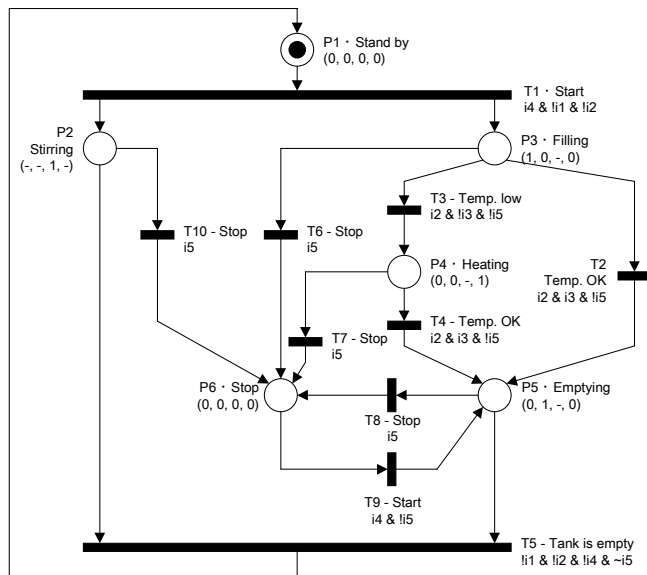 P1 · Stand by
(0, 0, 0, 0)
T1 · Start
i4 & !i1 & !i2
P2
Stirring
(-, -, 1, -)
P3 · Filling
(1, 0, -, 0)
T3 - Temp. low
i2 & !i3 & !i5
T10 - Stop
i5
T6 - Stop
i5
P4 · Heating
(0, 0, -, 1)
T2
Temp. OK
i2 & i3 & !i5
T7 - Stop
i5
T4 - Temp. OK
i2 & i3 & !i5
P6 · Stop
(0, 0, 0, 0)
P5 · Emptying
(0, 1, -, 0)
T8 - Stop
i5
T9 - Start
i4 & !i5
T5 - Tank is empty
!i1 & !i2 & !i4 & ~i5